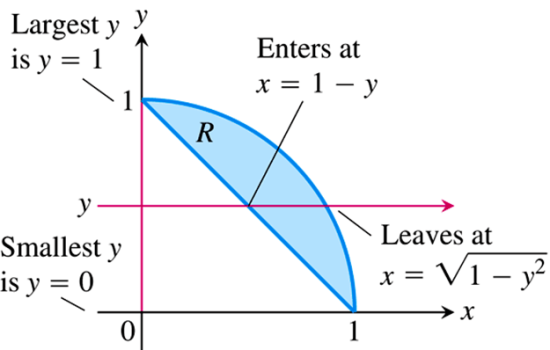 Largest y
is y = 1
y
Enters at
x = 1 − y
1
R
y
Leaves at
x = √(1 − y²)
Smallest y
is y = 0
x
0
1